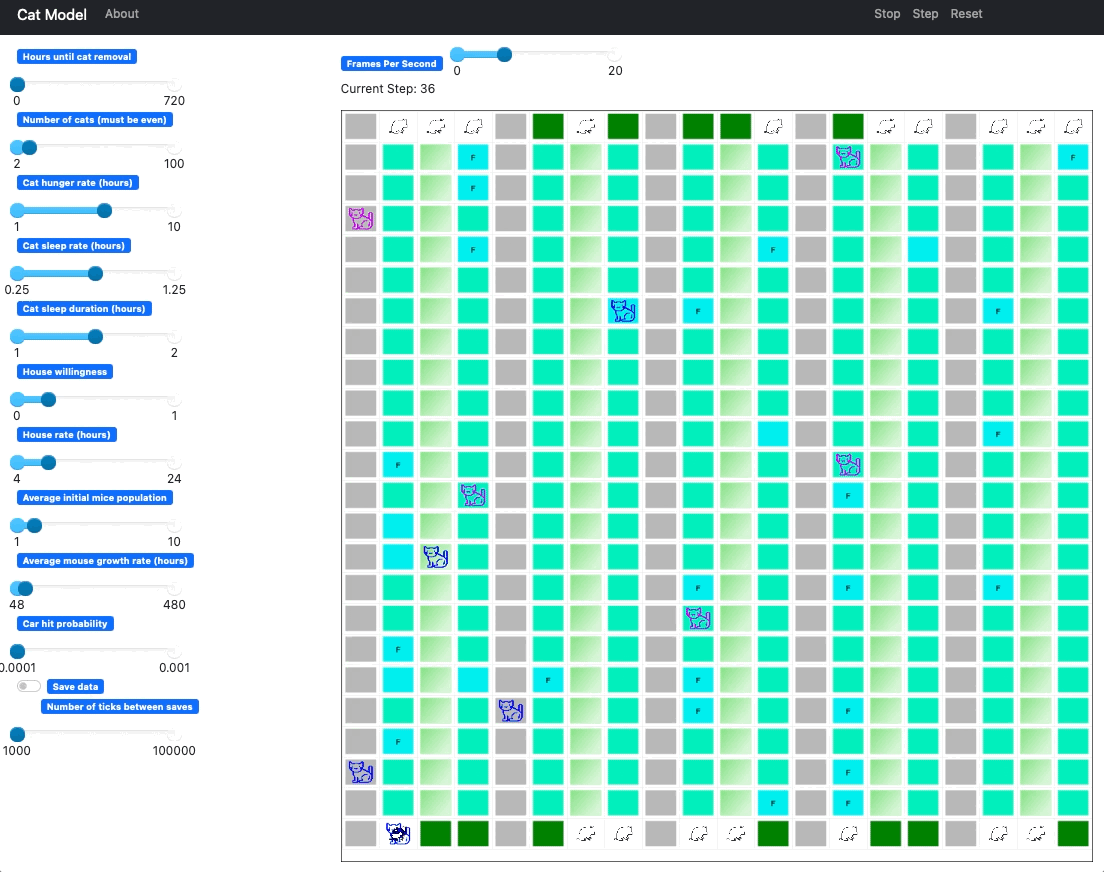 Cat Model About Stop Step Reset
Hours until cat removal
0 720
Number of cats (must be even)
2 100
Cat hunger rate (hours)
1 10
Cat sleep rate (hours)
0.25 1.25
Cat sleep duration (hours)
1 2
House willingness
0 1
House rate (hours)
4 24
Average initial mice population
1 10
Average mouse growth rate (hours)
48 480
Car hit probability
0.0001 0.001
Save data
Number of ticks between saves
1000 100000
Frames Per Second
0 20
Current Step: 36
F F
F
F F
F F
F
F
F
F F F
F
F F
F F
F
F
F F